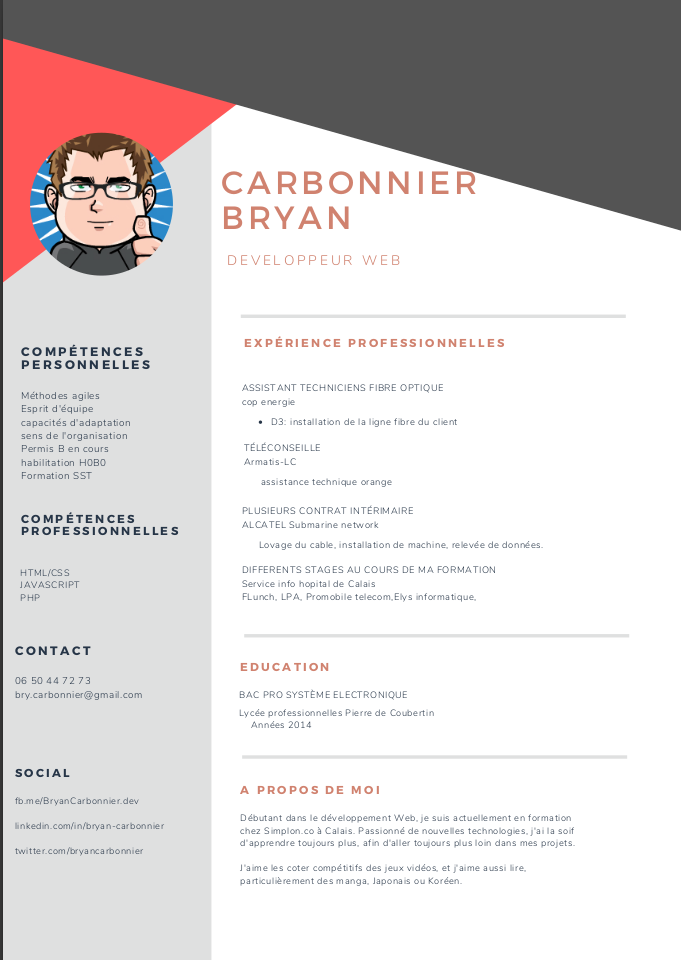 CARBONNIER
BRYAN
DEVELOPPEUR WEB
COMPÉTENCES
PERSONNELLES
Méthodes agiles
Esprit d'équipe
capacités d'adaptation
sens de l'organisation
Permis B en cours
habilitation H0B0
Formation SST
COMPÉTENCES
PROFESSIONNELLES
HTML/CSS
JAVASCRIPT
PHP
CONTACT
06 50 44 72 73
bry.carbonnier@gmail.com
SOCIAL
fb.me/BryanCarbonnier.dev
linkedin.com/in/bryan-carbonnier
twitter.com/bryancarbonnier
EXPÉRIENCE PROFESSIONNELLES
ASSISTANT TECHNICIENS FIBRE OPTIQUE
cop energie
• D3: installation de la ligne fibre du client
TÉLÉCONSEILLE
Armatis-LC
assistance technique orange
PLUSIEURS CONTRAT INTÉRIMAIRE
ALCATEL Submarine network
Lovage du cable, installation de machine, relevée de données.
DIFFERENTS STAGES AU COURS DE MA FORMATION
Service info hopital de Calais
FLunch, LPA, Promobile telecom,Elys informatique,
EDUCATION
BAC PRO SYSTÈME ELECTRONIQUE
Lycée professionnelles Pierre de Coubertin
Années 2014
A PROPOS DE MOI
Débutant dans le développement Web, je suis actuellement en formation
chez Simplon.co à Calais. Passionné de nouvelles technologies, j'ai la soif
d'apprendre toujours plus, afin d'aller toujours plus loin dans mes projets.
J'aime les coter compétitifs des jeux vidéos, et j'aime aussi lire,
particulièrement des manga, Japonais ou Koréen.